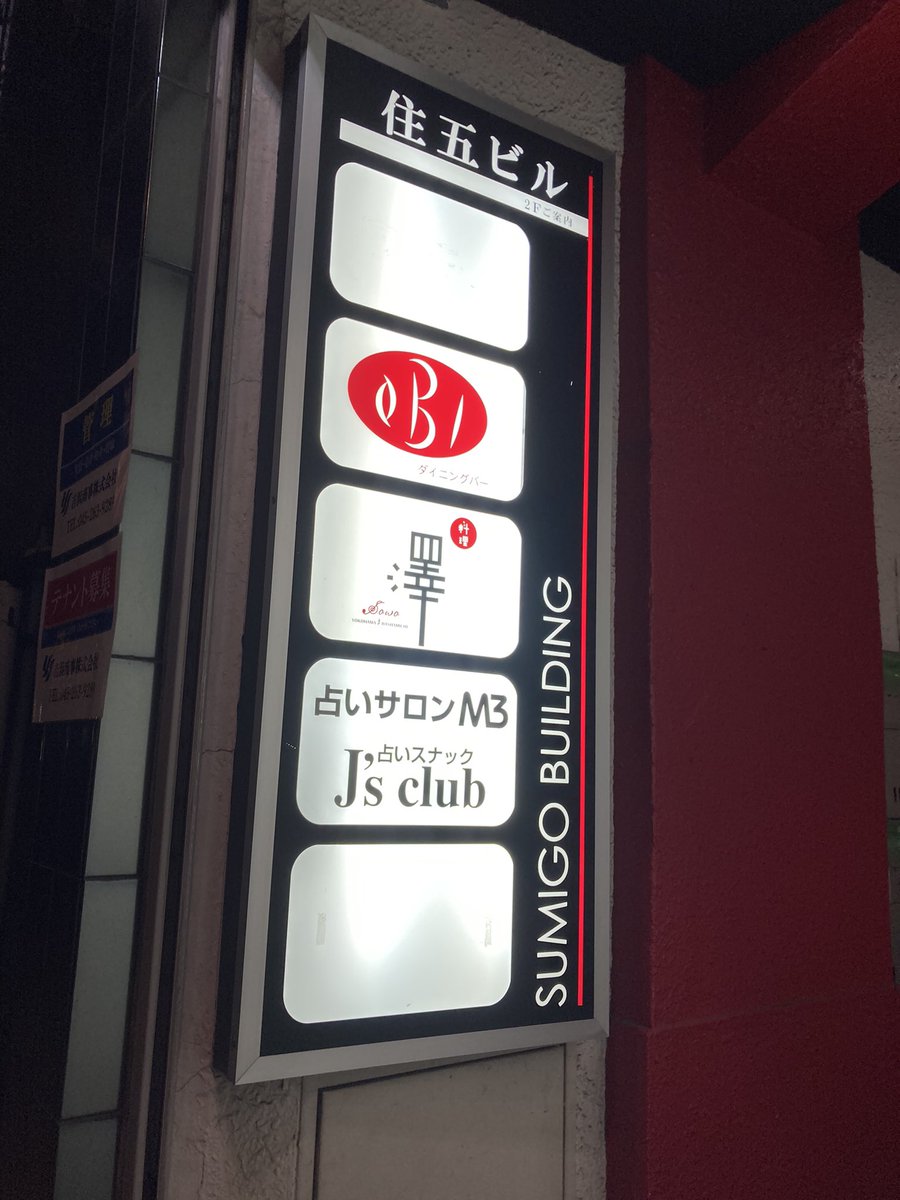 住五ビル
2Fご案内
OBI
ダイニングバー
料理
澤
Sawa
占いサロン M3
占いスナック
J's club
SUMIGO BUILDING
管理
テナント募集